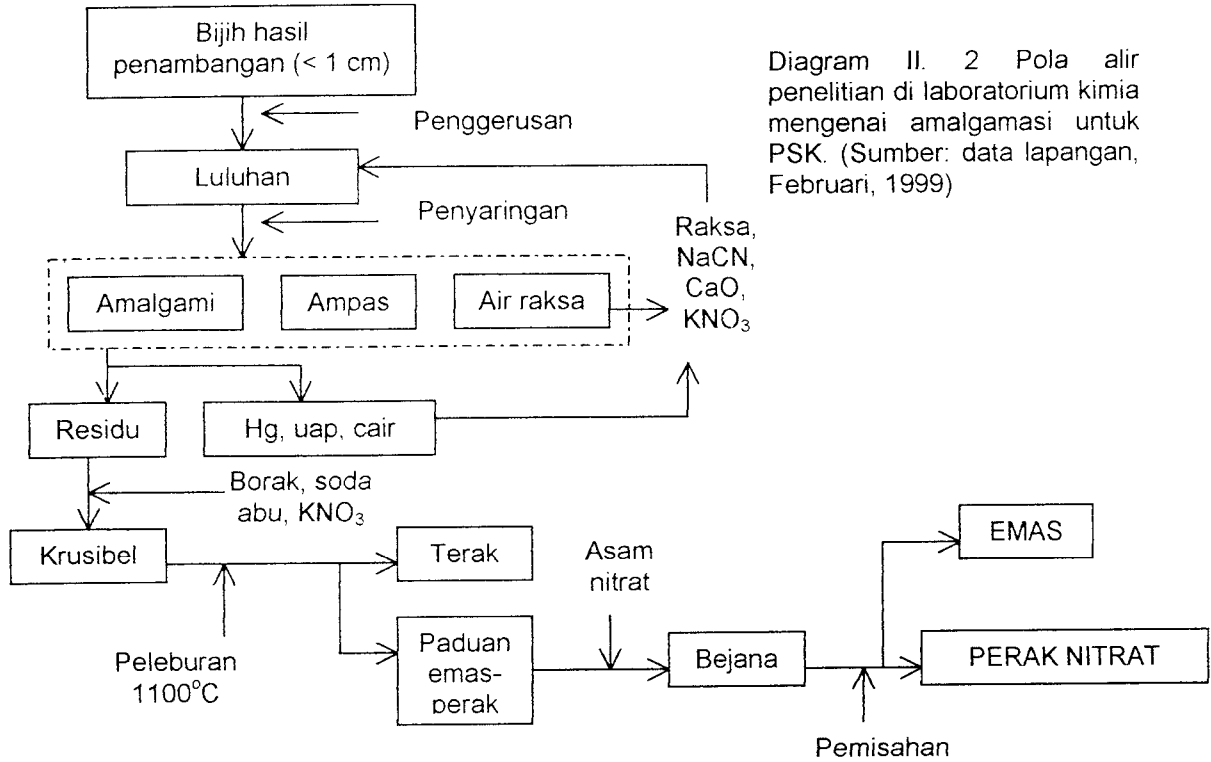 Bijih hasil
penambangan (< 1 cm)
Diagram II. 2 Pola alir
penelitian di laboratorium kimia
mengenai amalgamasi untuk
PSK. (Sumber: data lapangan,
Februari, 1999)
Penggerusan
Luluhan
Penyaringan
Raksa,
NaCN,
CaO,
KNO₃
Amalgami
Ampas
Air raksa
Residu
Hg, uap, cair
Borak, soda
abu, KNO₃
Krusibel
Terak
Asam
nitrat
EMAS
Peleburan
1100°C
Paduan
emas-
perak
Bejana
PERAK NITRAT
Pemisahan